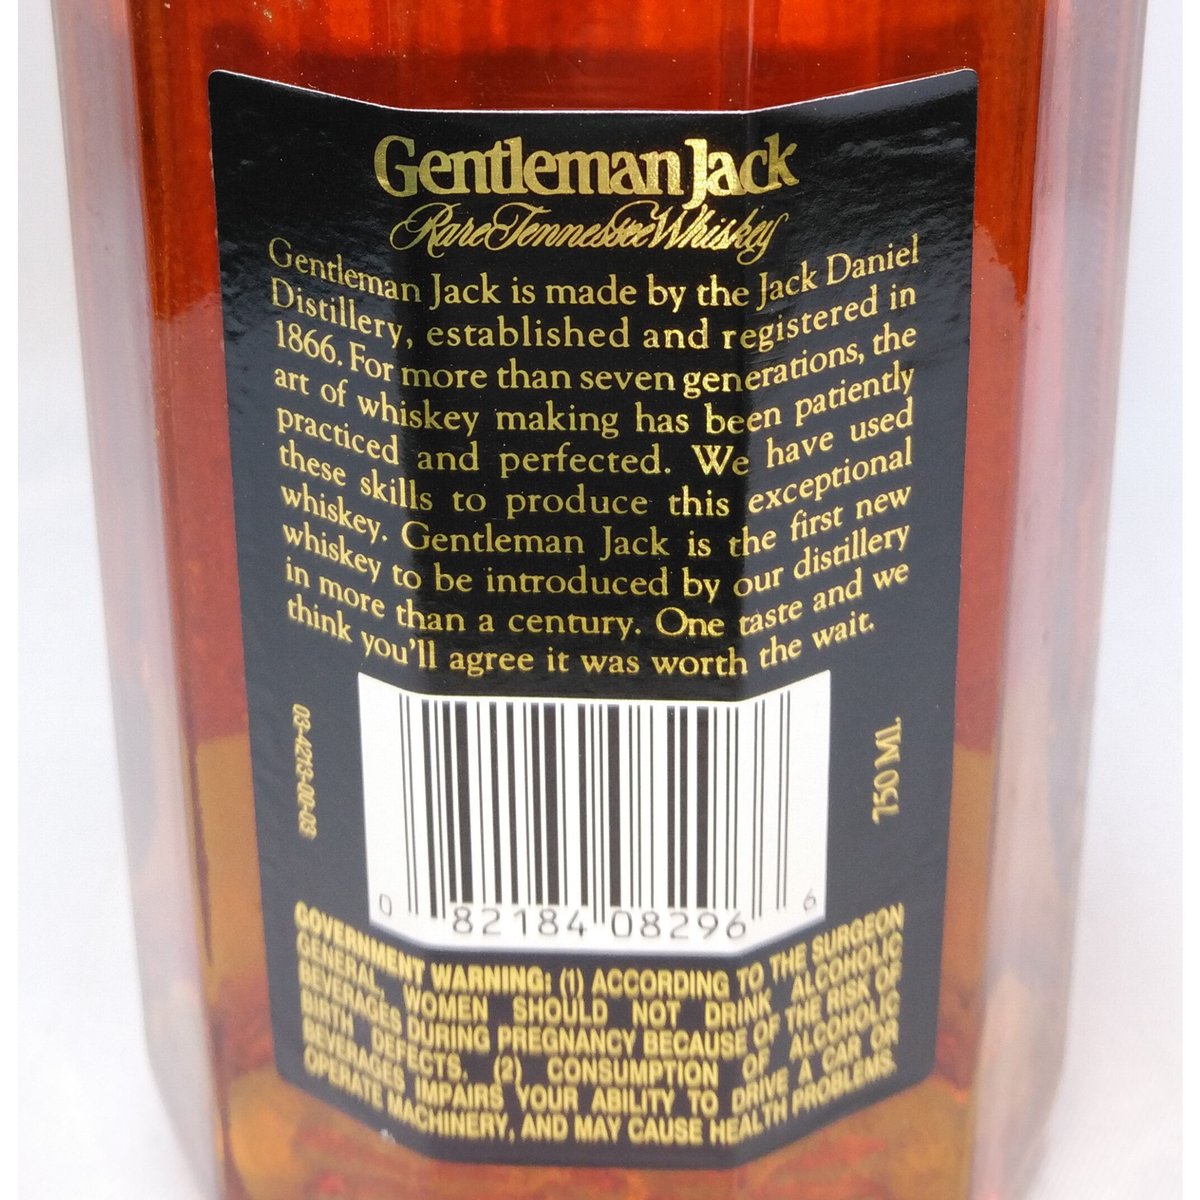 Gentleman Jack
Rare Tennessee Whiskey
Gentleman Jack is made by the Jack Daniel
Distillery, established and registered in
1866. For more than seven generations, the
art of whiskey making has been patiently
practiced and perfected. We have used
these skills to produce this exceptional
whiskey. Gentleman Jack is the first new
whiskey to be introduced by our distillery
in more than a century. One taste and we
think you'll agree it was worth the wait.
03-4213-00-03
750 ML
0 82184 08296 6
GOVERNMENT WARNING: (1) ACCORDING TO THE SURGEON
GENERAL, WOMEN SHOULD NOT DRINK ALCOHOLIC
BEVERAGES DURING PREGNANCY BECAUSE OF THE RISK OF
BIRTH DEFECTS. (2) CONSUMPTION OF ALCOHOLIC
BEVERAGES IMPAIRS YOUR ABILITY TO DRIVE A CAR OR
OPERATE MACHINERY, AND MAY CAUSE HEALTH PROBLEMS.